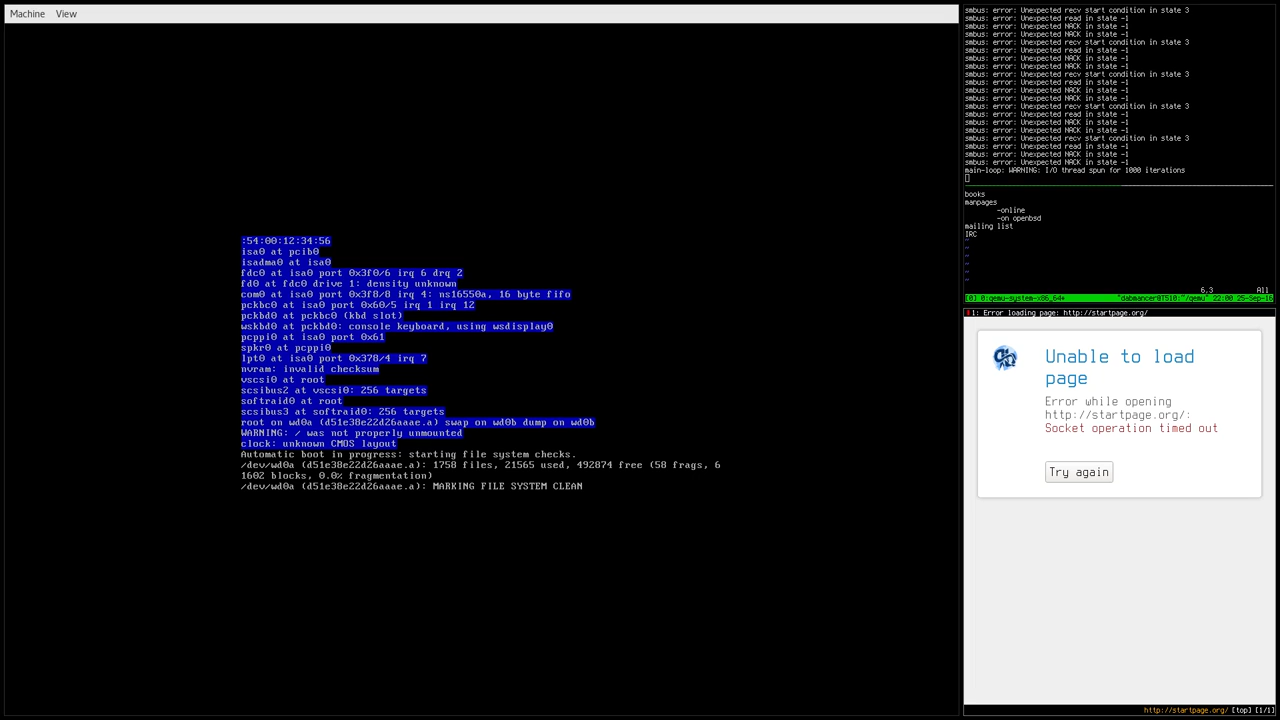 Machine View
:54:00:12:34:56
isa0 at pcib0
isadma0 at isa0
fdc0 at isa0 port 0x3f0/6 irq 6 drq 2
fd0 at fdc0 drive 1: density unknown
com0 at isa0 port 0x3f8/8 irq 4: ns16550a, 16 byte fifo
pckbc0 at isa0 port 0x60/5 irq 1 irq 12
pckbd0 at pckbc0 (kbd slot)
wskbd0 at pckbd0: console keyboard, using wsdisplay0
pcppi0 at isa0 port 0x61
spkr0 at pcppi0
lpt0 at isa0 port 0x378/4 irq 7
nvram: invalid checksum
vscsi0 at root
scsibus2 at vscsi0: 256 targets
softraid0 at root
scsibus3 at softraid0: 256 targets
root on wd0a (d51e38e22d26aaae.a) swap on wd0b dump on wd0b
WARNING: / was not properly unmounted
clock: unknown CMOS layout
Automatic boot in progress: starting file system checks.
/dev/wd0a (d51e38e22d26aaae.a): 1758 files, 21565 used, 492874 free (58 frags, 6
1602 blocks, 0.0% fragmentation)
/dev/wd0a (d51e38e22d26aaae.a): MARKING FILE SYSTEM CLEAN
smbus: error: Unexpected recv start condition in state 3
smbus: error: Unexpected read in state -1
smbus: error: Unexpected NACK in state -1
smbus: error: Unexpected NACK in state -1
smbus: error: Unexpected recv start condition in state 3
smbus: error: Unexpected read in state -1
smbus: error: Unexpected NACK in state -1
smbus: error: Unexpected NACK in state -1
smbus: error: Unexpected recv start condition in state 3
smbus: error: Unexpected read in state -1
smbus: error: Unexpected NACK in state -1
smbus: error: Unexpected NACK in state -1
smbus: error: Unexpected recv start condition in state 3
smbus: error: Unexpected read in state -1
smbus: error: Unexpected NACK in state -1
smbus: error: Unexpected NACK in state -1
smbus: error: Unexpected recv start condition in state 3
smbus: error: Unexpected read in state -1
smbus: error: Unexpected NACK in state -1
smbus: error: Unexpected NACK in state -1
main-loop: WARNING: I/O thread spun for 1000 iterations
books
manpages
-online
-on openbsd
mailing list
IRC
~
~
~
~
~
~
6,3 All
[0] 0:qemu-system-x86_64* "dabmancer@T510:~/qemu" 22:00 25-Sep-16
1: Error loading page: http://startpage.org/
Unable to load
page
Error while opening
http://startpage.org/:
Socket operation timed out
Try again
http://startpage.org/ [top] [1/1]